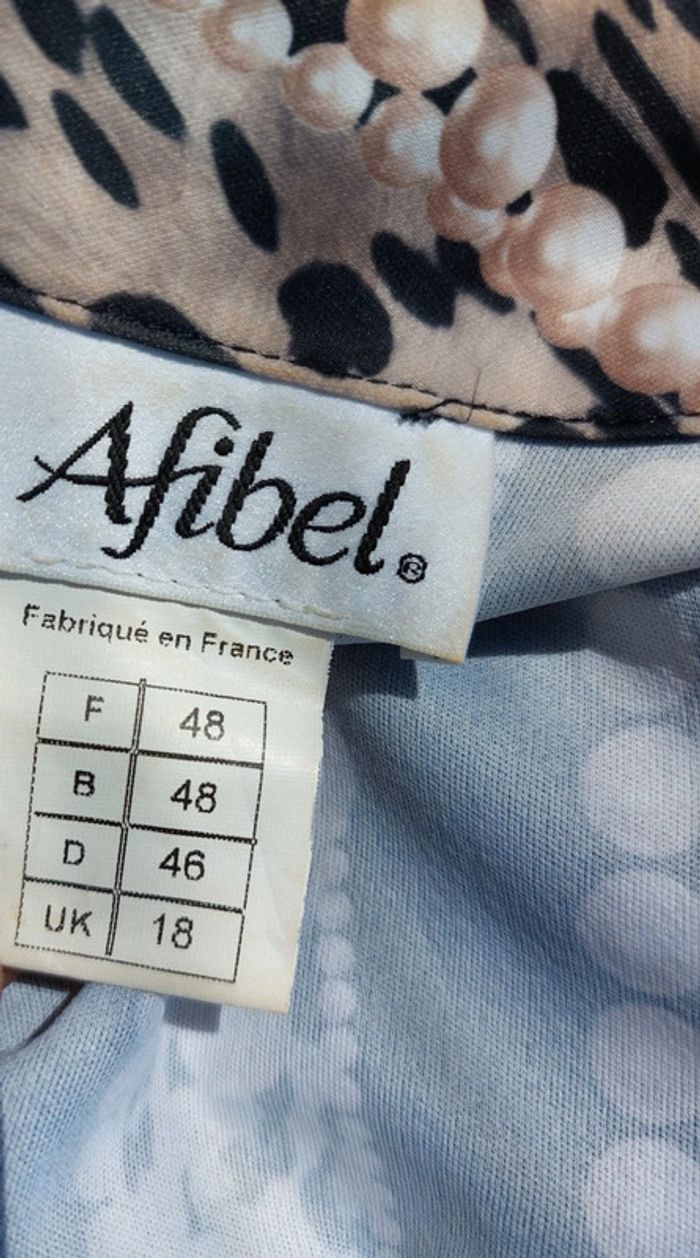 Afibel®
Fabriqué en France
F 48
B 48
D 46
UK 18